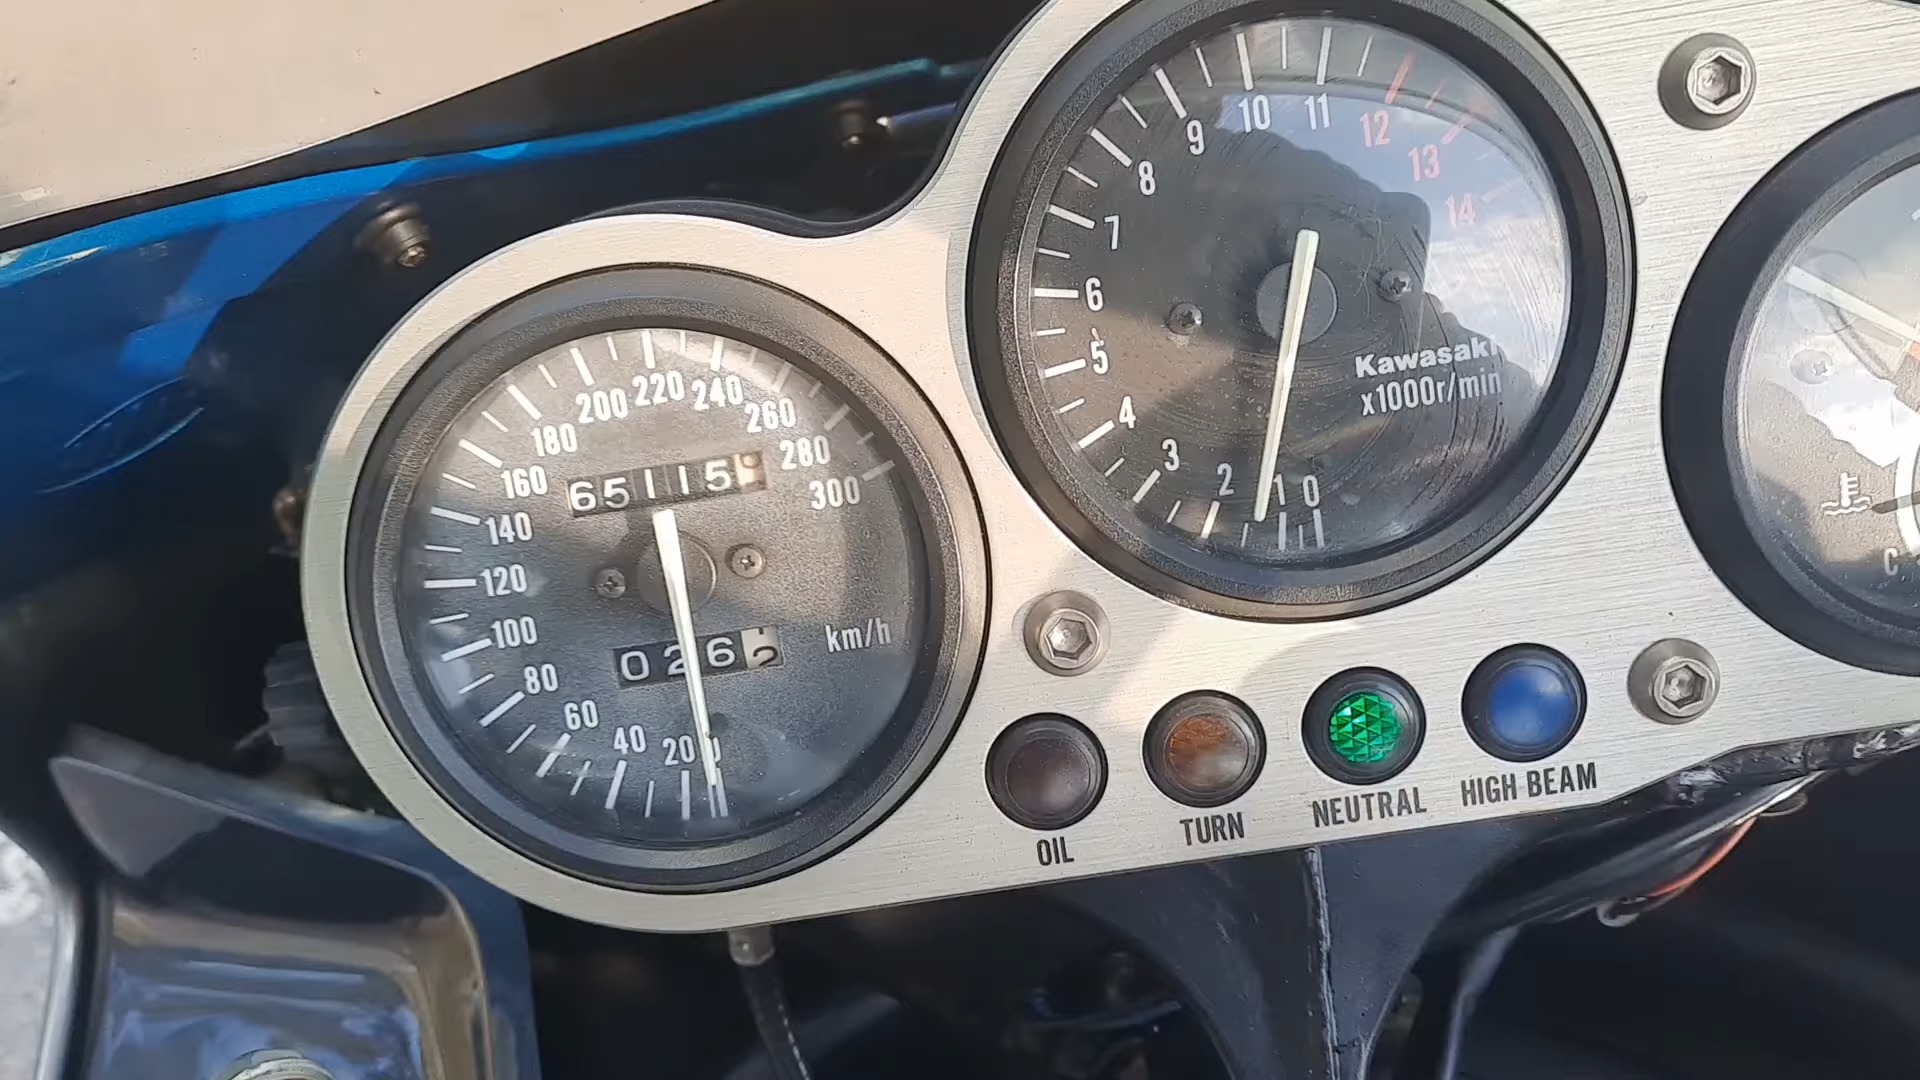 0 1 2 3 4 5 6 7 8 9 10 11 12 13 14
Kawasaki
x1000r/min
20 40 60 80 100 120 140 160 180 200 220 240 260 280 300
65115
026
km/h
C
OIL
TURN
NEUTRAL
HIGH BEAM